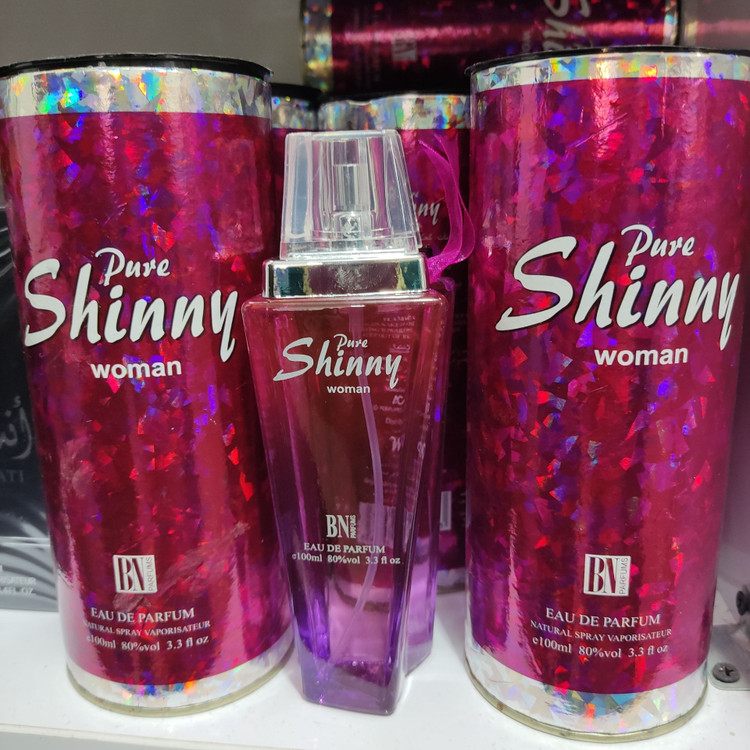 Pure
Shinny
woman
BN
PARFUMS
EAU DE PARFUM
NATURAL SPRAY VAPORISATEUR
e100ml 80%vol 3.3 fl oz
Pure
Shinny
woman
BN
PARFUMS
EAU DE PARFUM
e100ml 80%vol 3.3 fl oz
Pure
Shinny
woman
BN
PARFUMS
EAU DE PARFUM
NATURAL SPRAY VAPORISATEUR
e100ml 80%vol 3.3 fl oz
BN